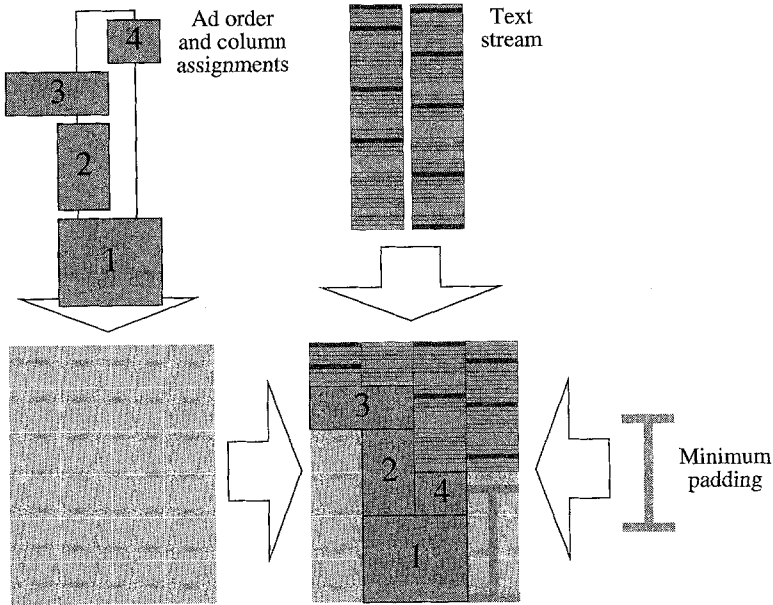 4
Ad order
and column
assignments
3
2
1
Text
stream
3
2
4
1
Minimum
padding